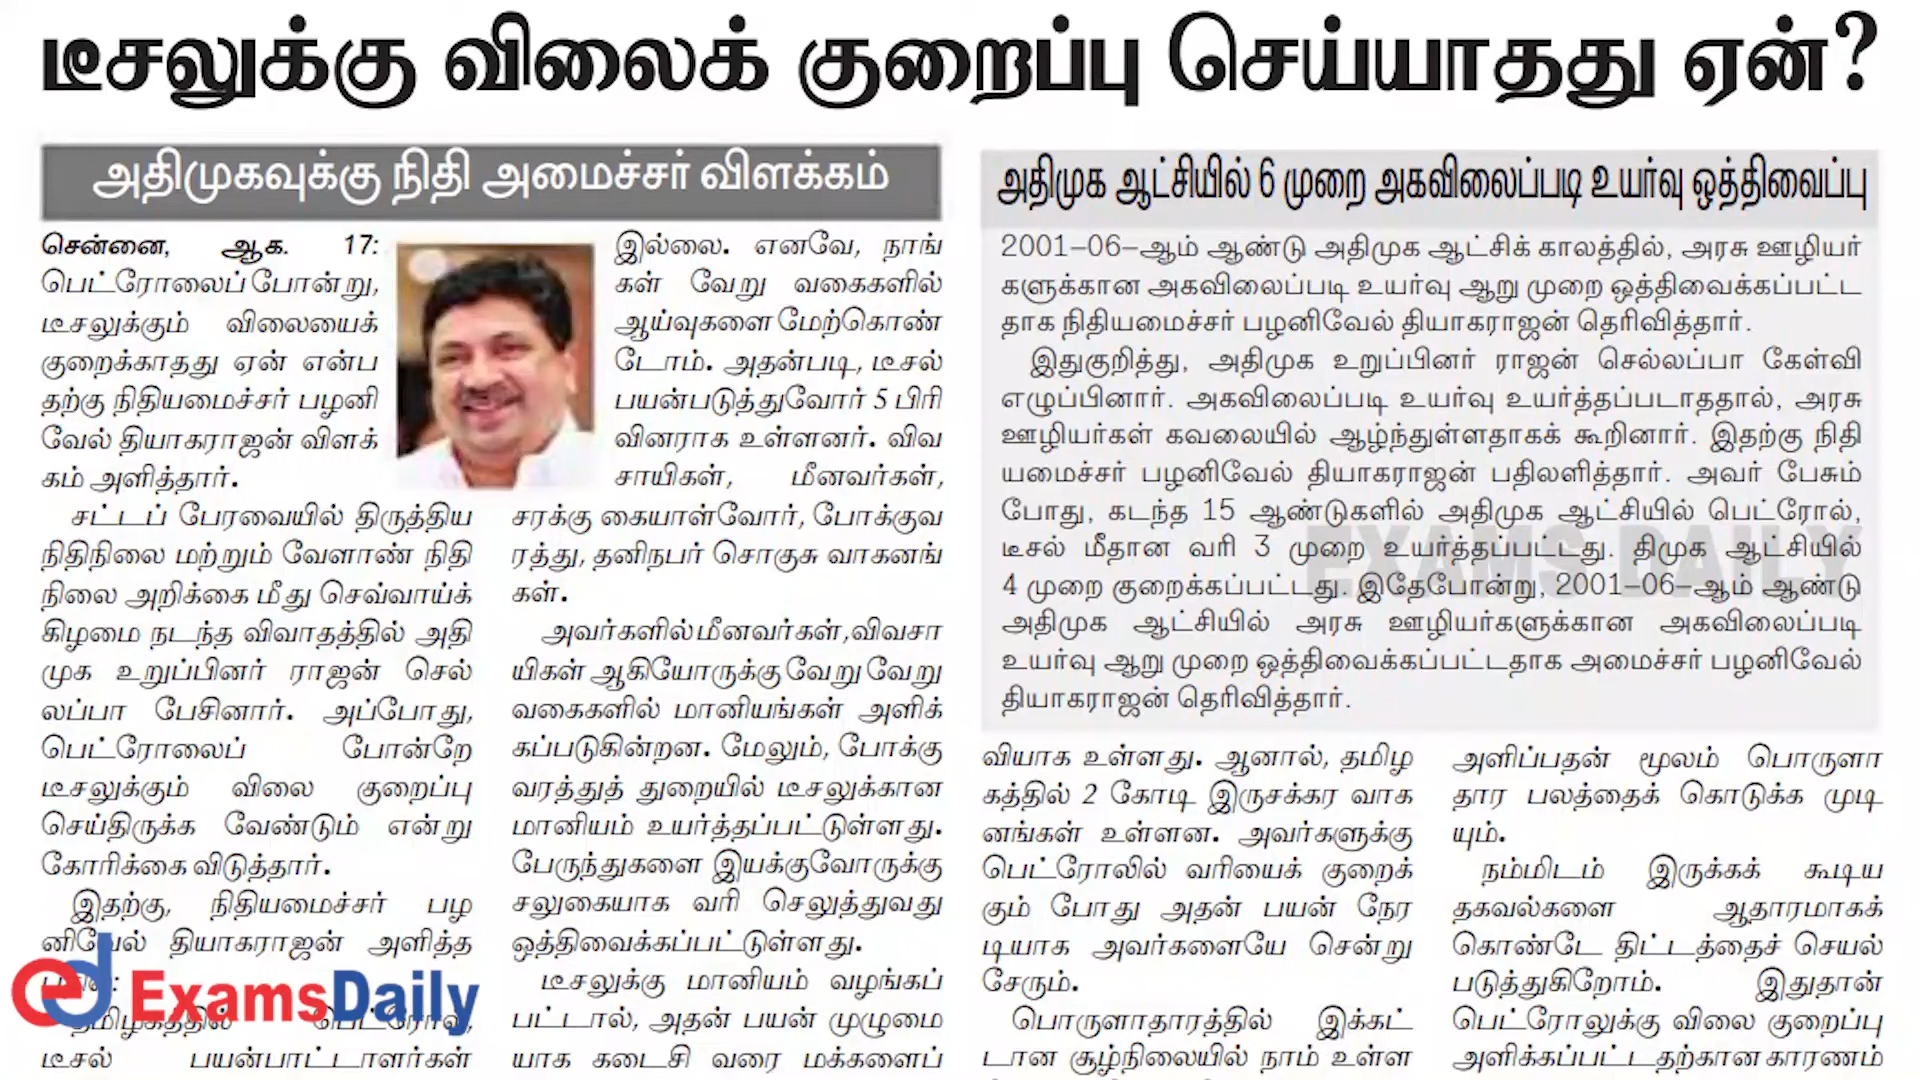 டீசலுக்கு விலைக் குறைப்பு செய்யாதது ஏன்?
அதிமுகவுக்கு நிதி அமைச்சர் விளக்கம்
சென்னை, ஆக. 17:
பெட்ரோலைப் போன்று,
டீசலுக்கும் விலையைக்
குறைக்காதது ஏன் என்ப
தற்கு நிதியமைச்சர் பழனி
வேல் தியாகராஜன் விளக்
கம் அளித்தார்.
சட்டப் பேரவையில் திருத்திய
நிதிநிலை மற்றும் வேளாண் நிதி
நிலை அறிக்கை மீது செவ்வாய்க்
கிழமை நடந்த விவாதத்தில் அதி
முக உறுப்பினர் ராஜன் செல்
லப்பா பேசினார். அப்போது,
பெட்ரோலைப் போன்றே
டீசலுக்கும் விலை குறைப்பு
செய்திருக்க வேண்டும் என்று
கோரிக்கை விடுத்தார்.
இதற்கு, நிதியமைச்சர் பழ
னிவேல் தியாகராஜன் அளித்த
தமிழகத்தில் பெட்ரோல்,
டீசல் பயன்பாட்டாளர்கள்
இல்லை. எனவே, நாங்
கள் வேறு வகைகளில்
ஆய்வுகளை மேற்கொண்
டோம். அதன்படி, டீசல்
பயன்படுத்துவோர் 5 பிரி
வினராக உள்ளனர். விவ
சாயிகள், மீனவர்கள்,
சரக்கு கையாள்வோர், போக்குவ
ரத்து, தனிநபர் சொகுசு வாகனங்
கள்.
அவர்களில் மீனவர்கள், விவசா
யிகள் ஆகியோருக்கு வேறு வேறு
வகைகளில் மானியங்கள் அளிக்
கப்படுகின்றன. மேலும், போக்கு
வரத்துத் துறையில் டீசலுக்கான
மானியம் உயர்த்தப்பட்டுள்ளது.
பேருந்துகளை இயக்குவோருக்கு
சலுகையாக வரி செலுத்துவது
ஒத்திவைக்கப்பட்டுள்ளது.
டீசலுக்கு மானியம் வழங்கப்
பட்டால், அதன் பயன் முழுமை
யாக கடைசி வரை மக்களைப்
அதிமுக ஆட்சியில் 6 முறை அகவிலைப்படி உயர்வு ஒத்திவைப்பு
2001–06–ஆம் ஆண்டு அதிமுக ஆட்சிக் காலத்தில், அரசு ஊழியர்
களுக்கான அகவிலைப்படி உயர்வு ஆறு முறை ஒத்திவைக்கப்பட்ட
தாக நிதியமைச்சர் பழனிவேல் தியாகராஜன் தெரிவித்தார்.
இதுகுறித்து, அதிமுக உறுப்பினர் ராஜன் செல்லப்பா கேள்வி
எழுப்பினார். அகவிலைப்படி உயர்வு உயர்த்தப்படாததால், அரசு
ஊழியர்கள் கவலையில் ஆழ்ந்துள்ளதாகக் கூறினார். இதற்கு நிதி
யமைச்சர் பழனிவேல் தியாகராஜன் பதிலளித்தார். அவர் பேசும்
போது, கடந்த 15 ஆண்டுகளில் அதிமுக ஆட்சியில் பெட்ரோல்,
டீசல் மீதான வரி 3 முறை உயர்த்தப்பட்டது. திமுக ஆட்சியில்
4 முறை குறைக்கப்பட்டது. இதேபோன்று, 2001–06–ஆம் ஆண்டு
அதிமுக ஆட்சியில் அரசு ஊழியர்களுக்கான அகவிலைப்படி
உயர்வு ஆறு முறை ஒத்திவைக்கப்பட்டதாக அமைச்சர் பழனிவேல்
தியாகராஜன் தெரிவித்தார்.
EXAMS DAILY
வியாக உள்ளது. ஆனால், தமிழ
கத்தில் 2 கோடி இருசக்கர வாக
னங்கள் உள்ளன. அவர்களுக்கு
பெட்ரோலில் வரியைக் குறைக்
கும் போது அதன் பயன் நேர
டியாக அவர்களையே சென்று
சேரும்.
பொருளாதாரத்தில் இக்கட்
டான சூழ்நிலையில் நாம் உள்ள
அளிப்பதன் மூலம் பொருளா
தார பலத்தைக் கொடுக்க முடி
யும்.
நம்மிடம் இருக்கக் கூடிய
தகவல்களை ஆதாரமாகக்
கொண்டே திட்டத்தைச் செயல்
படுத்துகிறோம். இதுதான்
பெட்ரோலுக்கு விலை குறைப்பு
அளிக்கப்பட்டதற்கான காரணம்
ExamsDaily